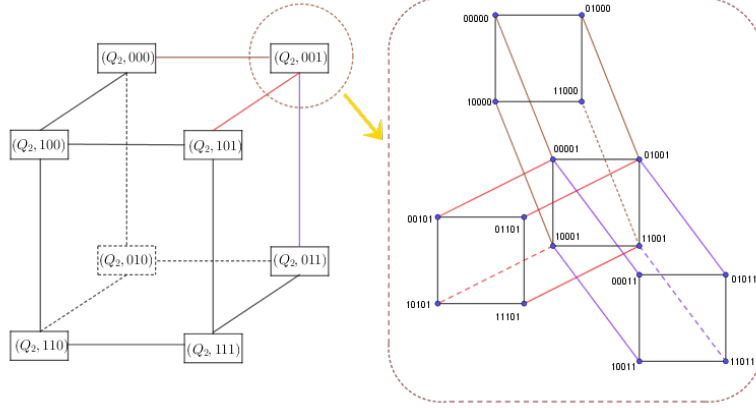 (Q₂, 000)
(Q₂, 001)
(Q₂, 100)
(Q₂, 101)
(Q₂, 010)
(Q₂, 011)
(Q₂, 110)
(Q₂, 111)
00000
01000
10000
11000
00001
01001
00101
01101
10001
11001
00011
01011
10101
11101
10011
11011